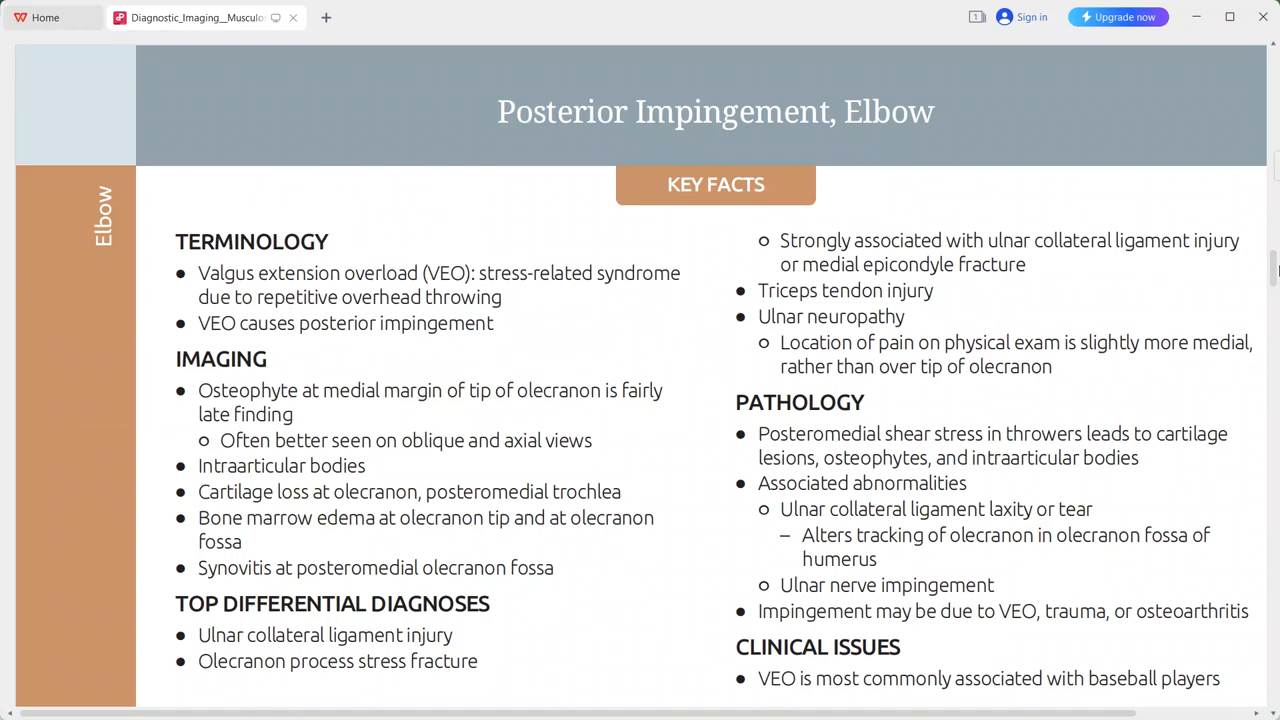 Home
Diagnostic_Imaging__Musculos
1
Sign in
Upgrade now
Posterior Impingement, Elbow
Elbow
KEY FACTS
TERMINOLOGY
● Valgus extension overload (VEO): stress-related syndrome
due to repetitive overhead throwing
● VEO causes posterior impingement
IMAGING
● Osteophyte at medial margin of tip of olecranon is fairly
late finding
○ Often better seen on oblique and axial views
● Intraarticular bodies
● Cartilage loss at olecranon, posteromedial trochlea
● Bone marrow edema at olecranon tip and at olecranon
fossa
● Synovitis at posteromedial olecranon fossa
TOP DIFFERENTIAL DIAGNOSES
● Ulnar collateral ligament injury
● Olecranon process stress fracture
○ Strongly associated with ulnar collateral ligament injury
or medial epicondyle fracture
● Triceps tendon injury
● Ulnar neuropathy
○ Location of pain on physical exam is slightly more medial,
rather than over tip of olecranon
PATHOLOGY
● Posteromedial shear stress in throwers leads to cartilage
lesions, osteophytes, and intraarticular bodies
● Associated abnormalities
○ Ulnar collateral ligament laxity or tear
– Alters tracking of olecranon in olecranon fossa of
humerus
○ Ulnar nerve impingement
● Impingement may be due to VEO, trauma, or osteoarthritis
CLINICAL ISSUES
● VEO is most commonly associated with baseball players